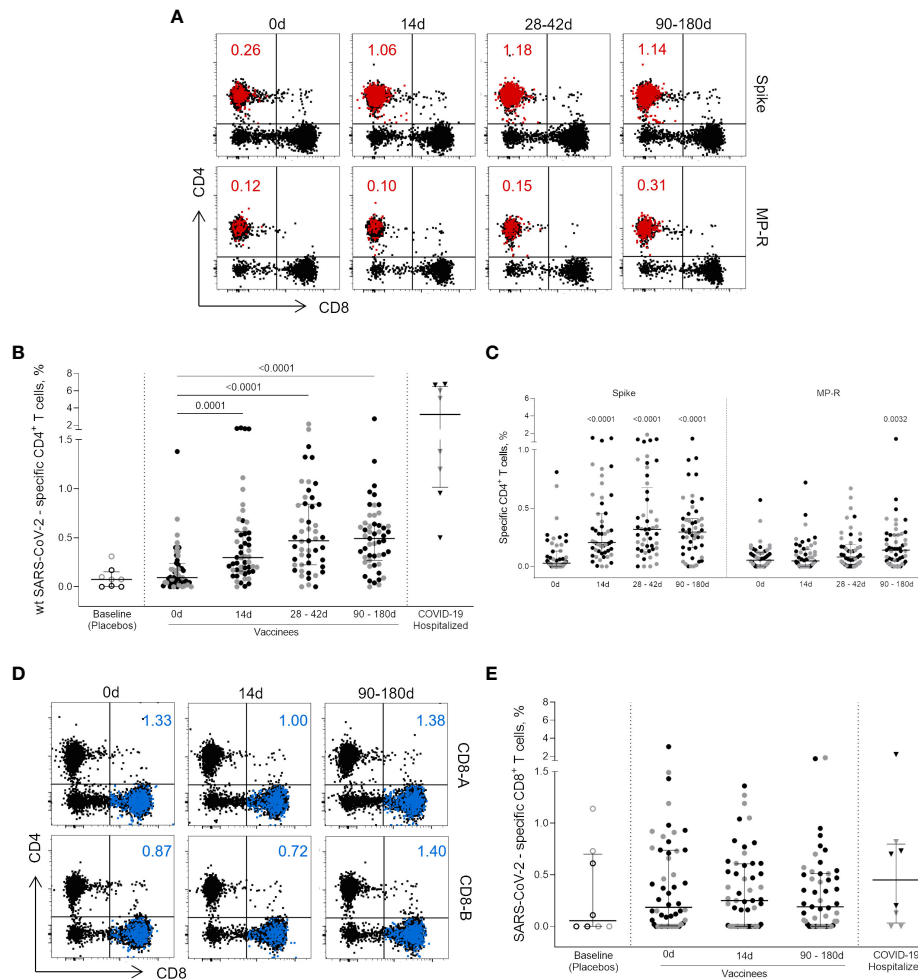 A
0d 14d 28-42d 90-180d
0.26 1.06 1.18 1.14
Spike
0.12 0.10 0.15 0.31
MP-R
CD4
CD8
B
wt SARS-CoV-2 - specific CD4+ T cells, %
8
6
4
2
1.5
1.0
0.5
0.0
<0.0001
<0.0001
0.0001
Baseline (Placebos)
0d 14d 28 - 42d 90 - 180d
Vaccinees
COVID-19 Hospitalized
C
Specific CD4+ T cells, %
Spike MP-R
6
4
2
1.0
0.5
0.0
<0.0001 <0.0001 <0.0001 0.0032
0d 14d 28 - 42d 90 - 180d 0d 14d 28 - 42d 90 - 180d
D
0d 14d 90-180d
1.33 1.00 1.38
CD8-A
0.87 0.72 1.40
CD8-B
CD4
CD8
E
SARS-CoV-2 - specific CD8+ T cells, %
8
6
4
2
1.5
1.0
0.5
0.0
Baseline (Placebos)
0d 14d 90 - 180d
Vaccinees
COVID-19 Hospitalized